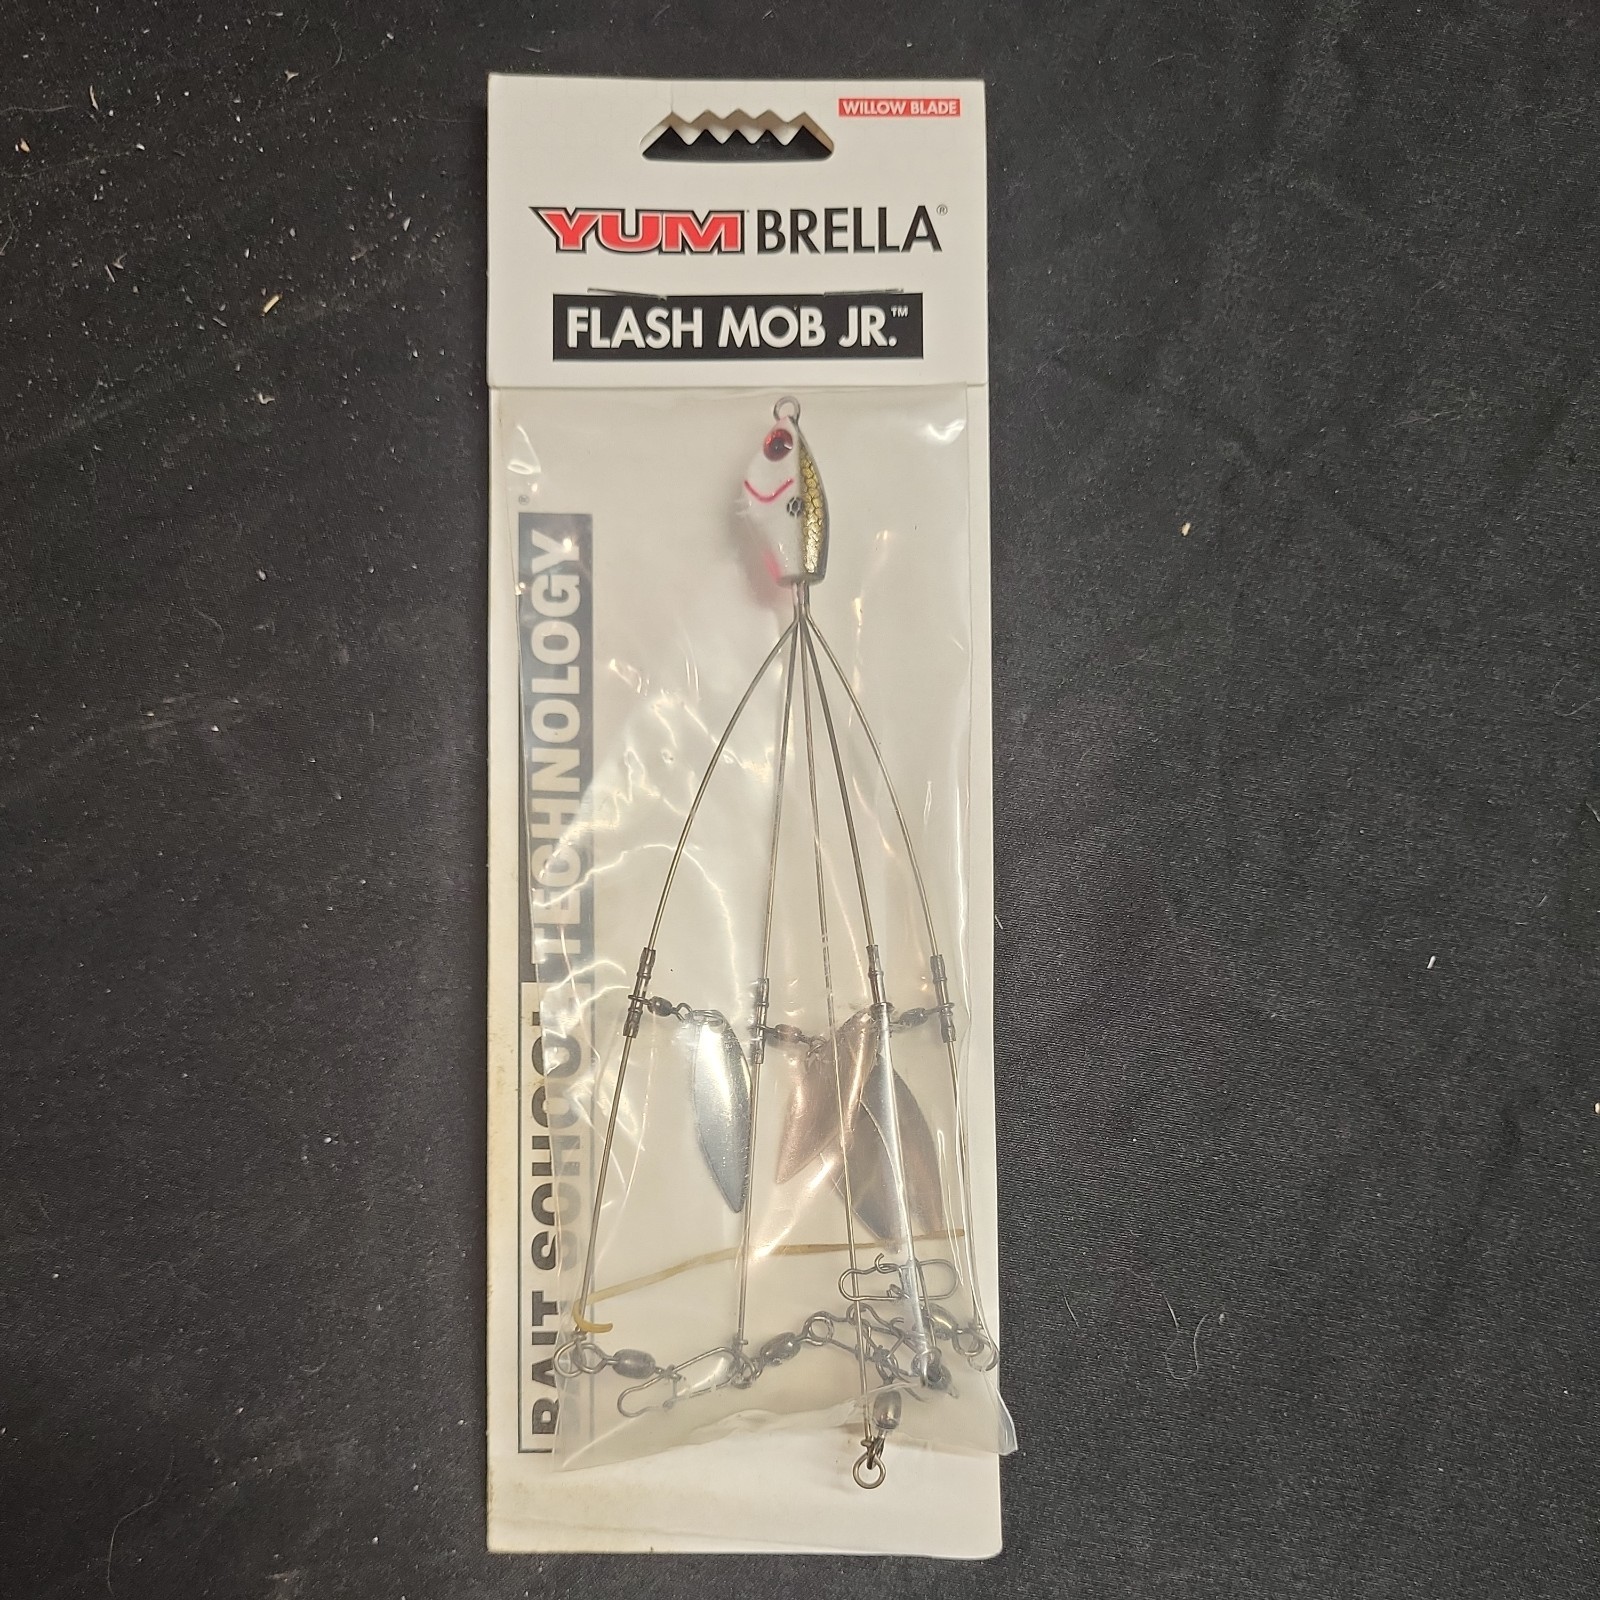 WILLOW BLADE
YUM BRELLA®
FLASH MOB JR.™
BAIT SCHOOL TECHNOLOGY®